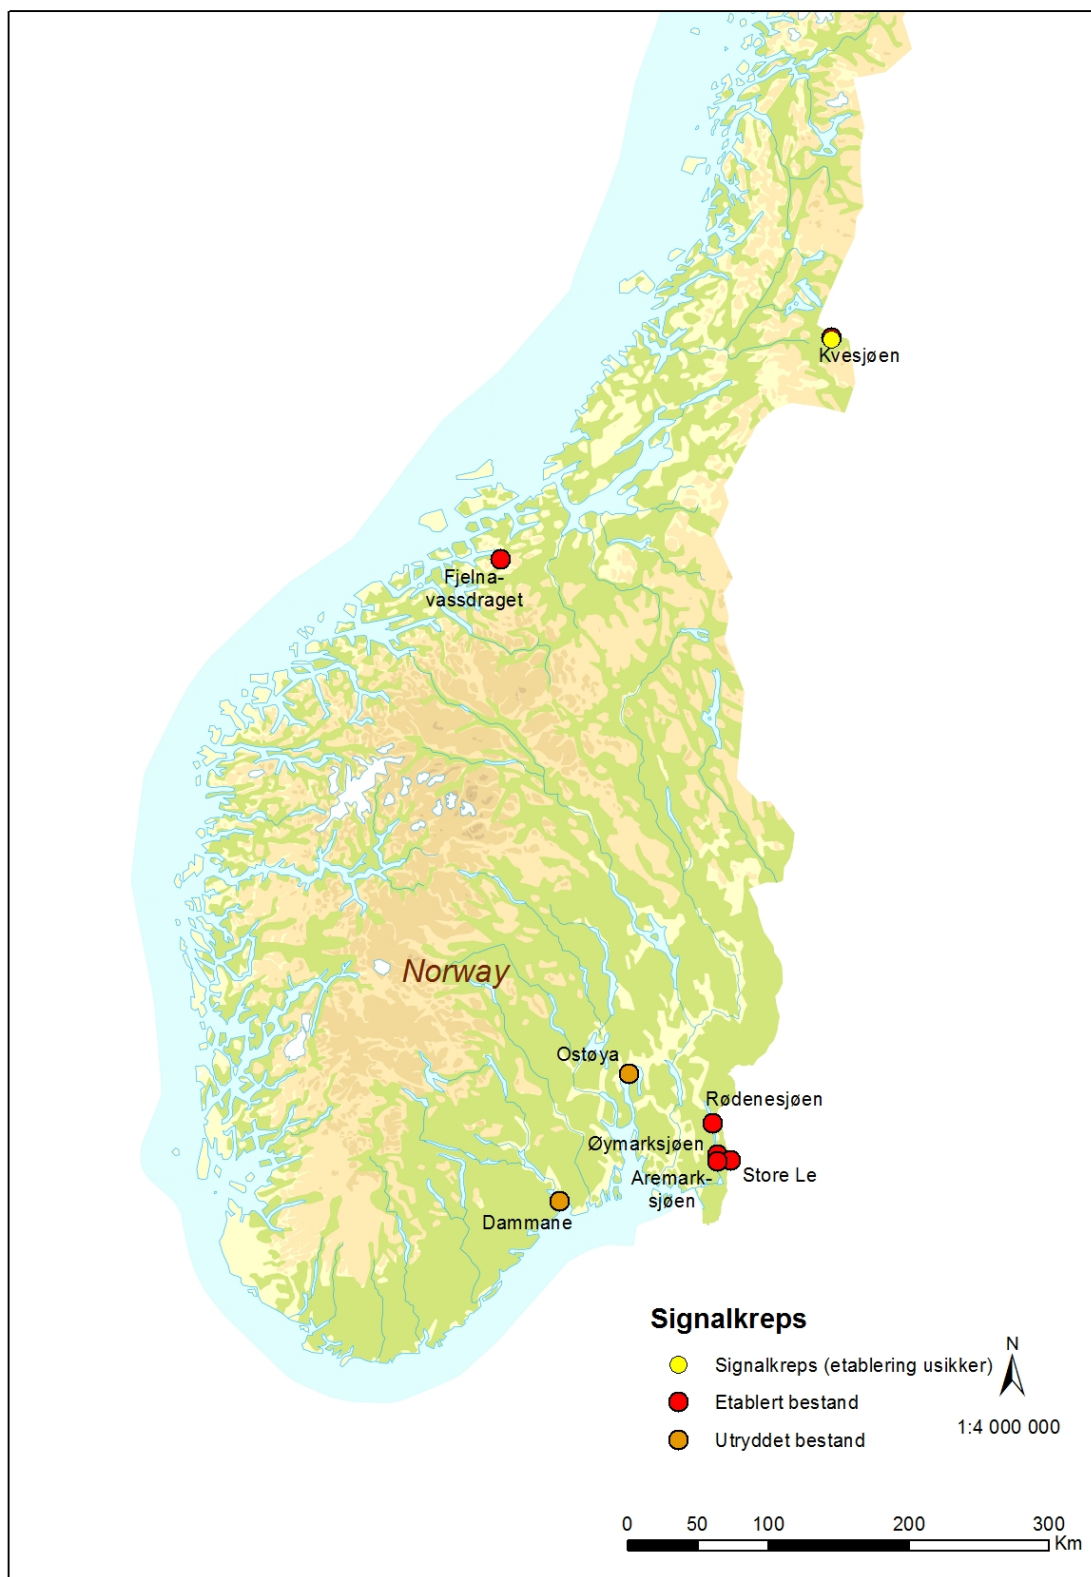 Kvesjøen
Fjelna-
vassdraget
Norway
Ostøya
Rødenesjøen
Øymarksjøen
Aremark-
sjøen
Store Le
Dammane
Signalkreps
Signalkreps (etablering usikker)
Etablert bestand
Utryddet bestand
N
1:4 000 000
0 50 100 200 300
Km